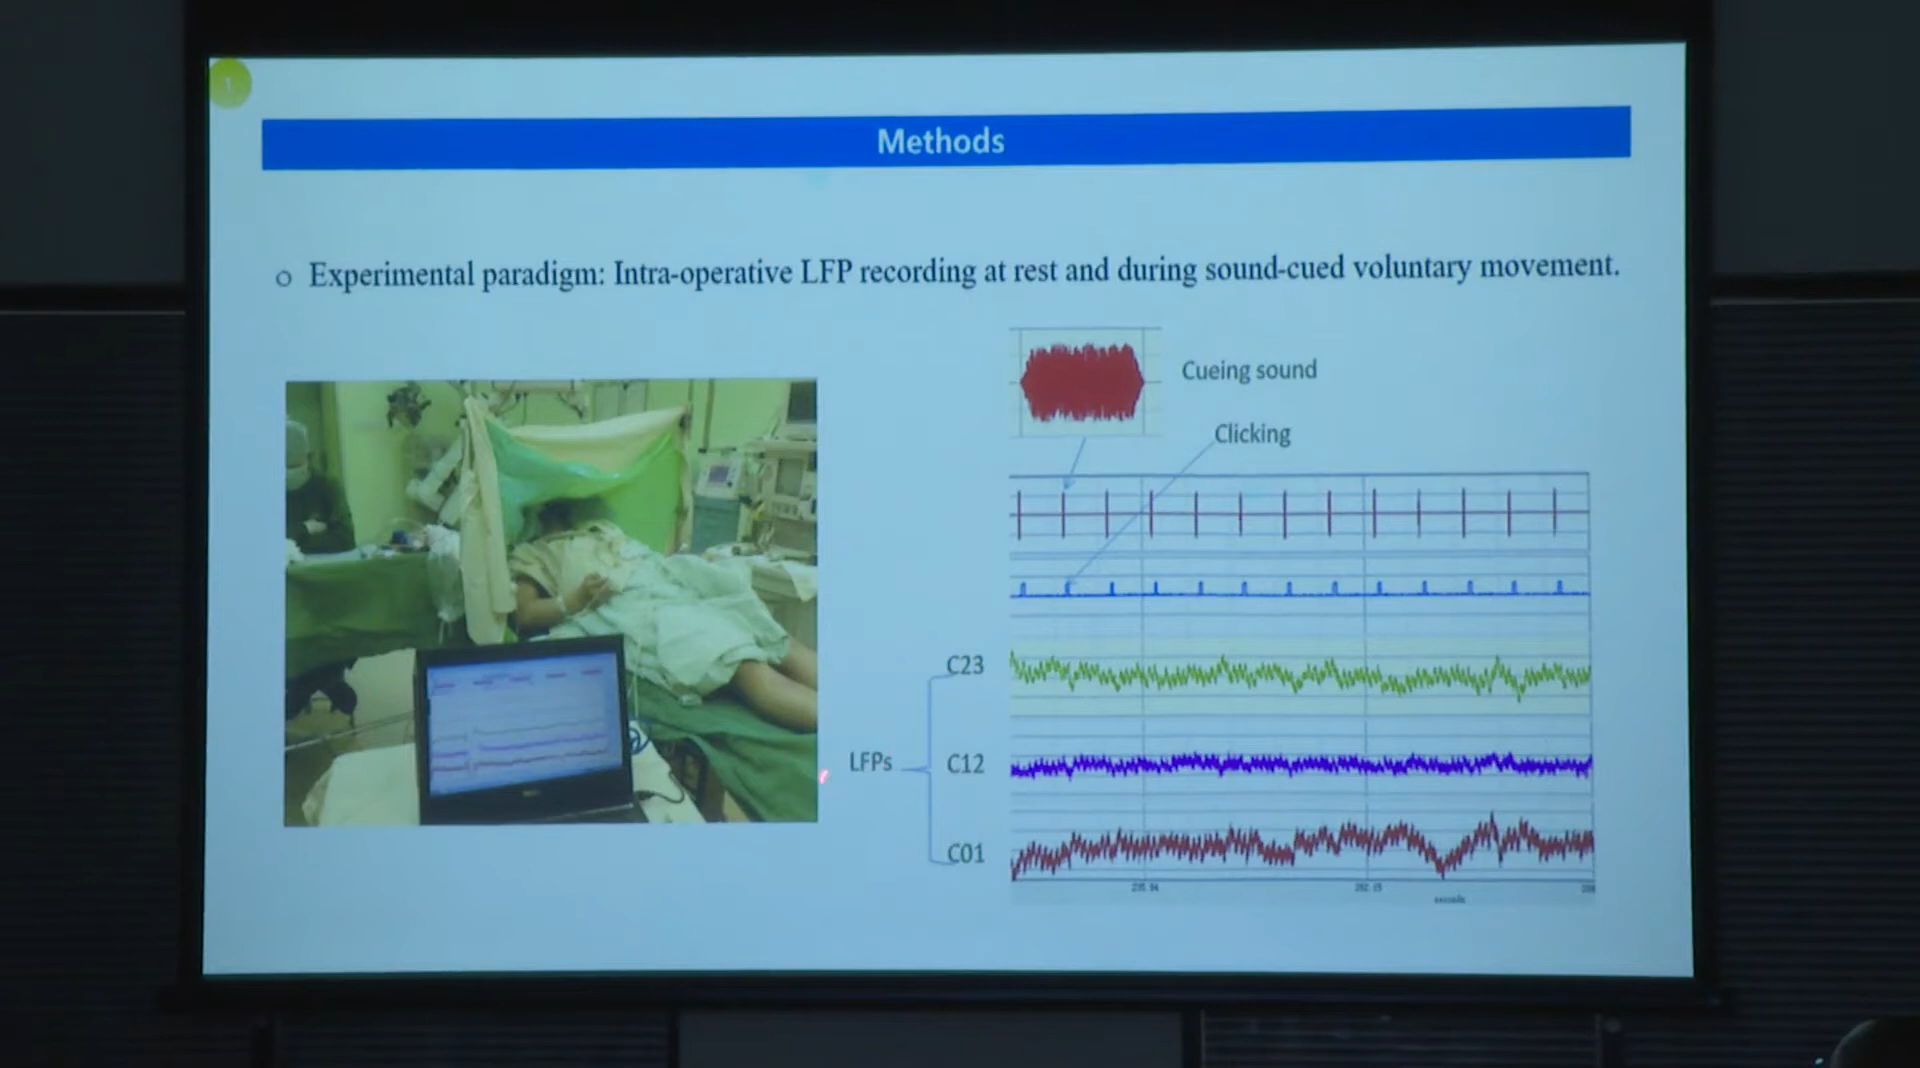 Methods
o Experimental paradigm: Intra-operative LFP recording at rest and during sound-cued voluntary movement.
Cueing sound
Clicking
C23
LFPs
C12
C01
seconds